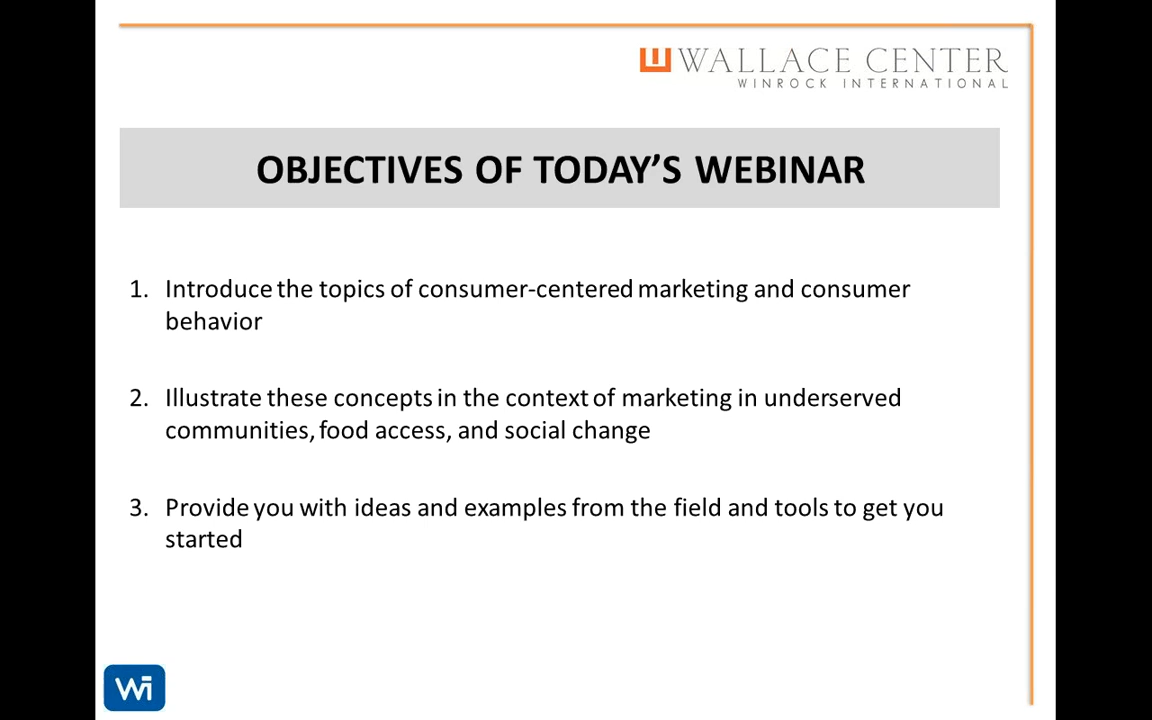 WALLACE CENTER
WINROCK INTERNATIONAL
OBJECTIVES OF TODAY’S WEBINAR
1. Introduce the topics of consumer-centered marketing and consumer
behavior
2. Illustrate these concepts in the context of marketing in underserved
communities, food access, and social change
3. Provide you with ideas and examples from the field and tools to get you
started
Wi